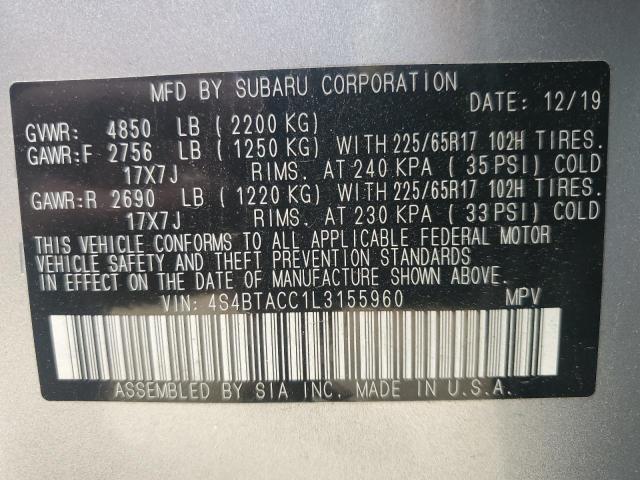 MFD BY SUBARU CORPORATION
DATE: 12/19
GVWR: 4850 LB (2200 KG)
GAWR:F 2756 LB (1250 KG) WITH 225/65R17 102H TIRES.
17X7J RIMS. AT 240 KPA (35 PSI) COLD
GAWR:R 2690 LB (1220 KG) WITH 225/65R17 102H TIRES.
17X7J RIMS. AT 230 KPA (33 PSI) COLD
THIS VEHICLE CONFORMS TO ALL APPLICABLE FEDERAL MOTOR
VEHICLE SAFETY AND THEFT PREVENTION STANDARDS
IN EFFECT ON THE DATE OF MANUFACTURE SHOWN ABOVE.
VIN: 4S4BTACC1L3155960 MPV
ASSEMBLED BY SIA INC. MADE IN U.S.A.